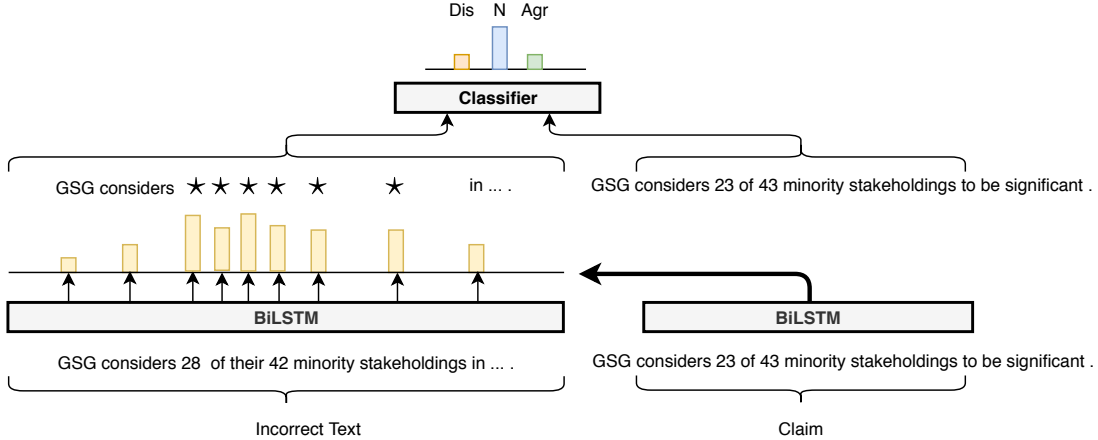 Dis N Agr
Classifier
GSG considers in ... .
GSG considers 23 of 43 minority stakeholdings to be significant .
BiLSTM
BiLSTM
GSG considers 28 of their 42 minority stakeholdings in ... .
GSG considers 23 of 43 minority stakeholdings to be significant .
Incorrect Text
Claim